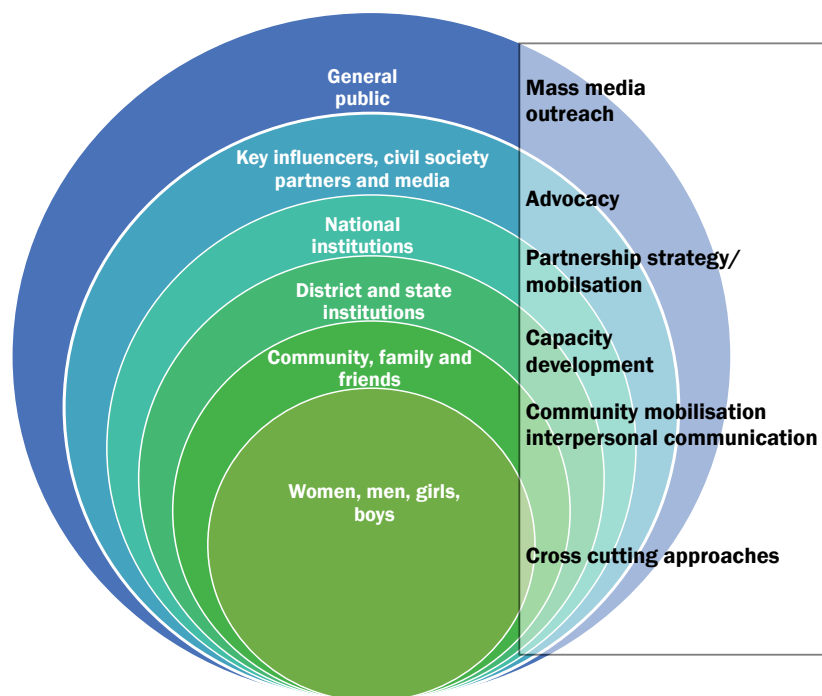 General
public
Key influencers, civil society
partners and media
National
institutions
District and state
institutions
Community, family and
friends
Women, men, girls,
boys
Mass media
outreach
Advocacy
Partnership strategy/
mobilsation
Capacity
development
Community mobilisation
interpersonal communication
Cross cutting approaches